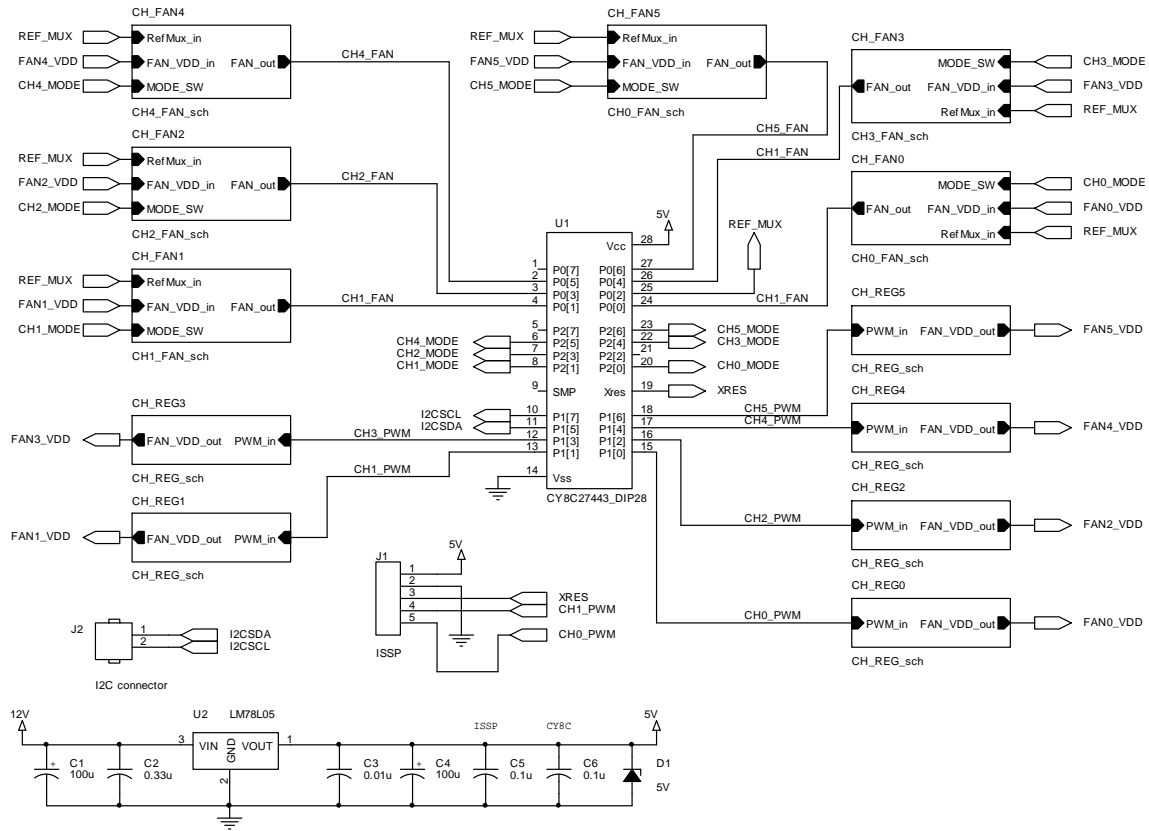 CH_FAN4
REF_MUX
RefMux_in
FAN4_VDD
FAN_VDD_in
FAN_out
CH4_MODE
MODE_SW
CH4_FAN_sch
CH4_FAN
CH_FAN5
REF_MUX
RefMux_in
FAN5_VDD
FAN_VDD_in
FAN_out
CH5_MODE
MODE_SW
CH0_FAN_sch
CH5_FAN
CH_FAN3
MODE_SW
CH3_MODE
FAN_out
FAN_VDD_in
FAN3_VDD
RefMux_in
REF_MUX
CH3_FAN_sch
CH1_FAN
CH_FAN2
REF_MUX
RefMux_in
FAN2_VDD
FAN_VDD_in
FAN_out
CH2_MODE
MODE_SW
CH2_FAN_sch
CH2_FAN
CH_FAN0
MODE_SW
CH0_MODE
FAN_out
FAN_VDD_in
FAN0_VDD
RefMux_in
REF_MUX
CH0_FAN_sch
CH1_FAN
CH_FAN1
REF_MUX
RefMux_in
FAN1_VDD
FAN_VDD_in
FAN_out
CH1_MODE
MODE_SW
CH1_FAN_sch
CH1_FAN
REF_MUX
5V
U1
Vcc 28
1 P0[7] P0[6] 27
2 P0[5] P0[4] 26
3 P0[3] P0[2] 25
4 P0[1] P0[0] 24
5 P2[7] P2[6] 23 CH5_MODE
CH4_MODE 6 P2[5] P2[4] 22 CH3_MODE
CH2_MODE 7 P2[3] P2[2] 21
CH1_MODE 8 P2[1] P2[0] 20 CH0_MODE
9 SMP Xres 19 XRES
I2CSCL 10 P1[7] P1[6] 18 CH5_PWM
I2CSDA 11 P1[5] P1[4] 17 CH4_PWM
CH3_PWM 12 P1[3] P1[2] 16
CH1_PWM 13 P1[1] P1[0] 15
14 Vss
CY8C27443_DIP28
CH_REG5
PWM_in FAN_VDD_out FAN5_VDD
CH_REG_sch
CH_REG4
PWM_in FAN_VDD_out FAN4_VDD
CH_REG_sch
CH_REG3
FAN3_VDD FAN_VDD_out PWM_in
CH_REG_sch
CH_REG2
CH2_PWM PWM_in FAN_VDD_out FAN2_VDD
CH_REG_sch
CH_REG1
FAN1_VDD FAN_VDD_out PWM_in
CH_REG_sch
CH_REG0
CH0_PWM PWM_in FAN_VDD_out FAN0_VDD
CH_REG_sch
J1
5V
1
2
3 XRES
4 CH1_PWM
5 CH0_PWM
ISSP
J2
1 I2CSDA
2 I2CSCL
I2C connector
12V
U2 LM78L05
ISSP
CY8C
5V
3 VIN GND VOUT 1
2
+ C1 100u
C2 0.33u
C3 0.01u
+ C4 100u
C5 0.1u
C6 0.1u
D1
5V